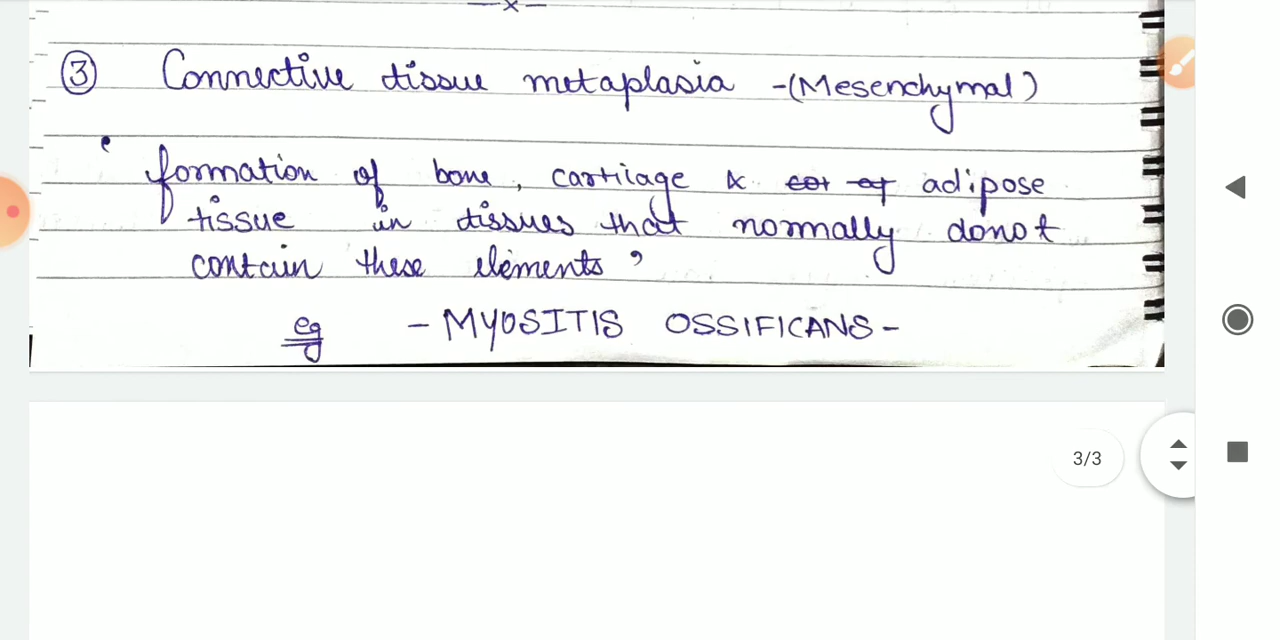 —x—
③ Connective tissue metaplasia -(Mesenchymal)
formation of bone, cartilage & adipose
tissue in tissues that normally donot
contain these elements,
eg - MYOSITIS OSSIFICANS -
3/3